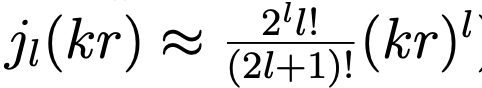 j_l(kr) ≈ \frac{2^l l!}{(2l+1)!}(kr)^l)